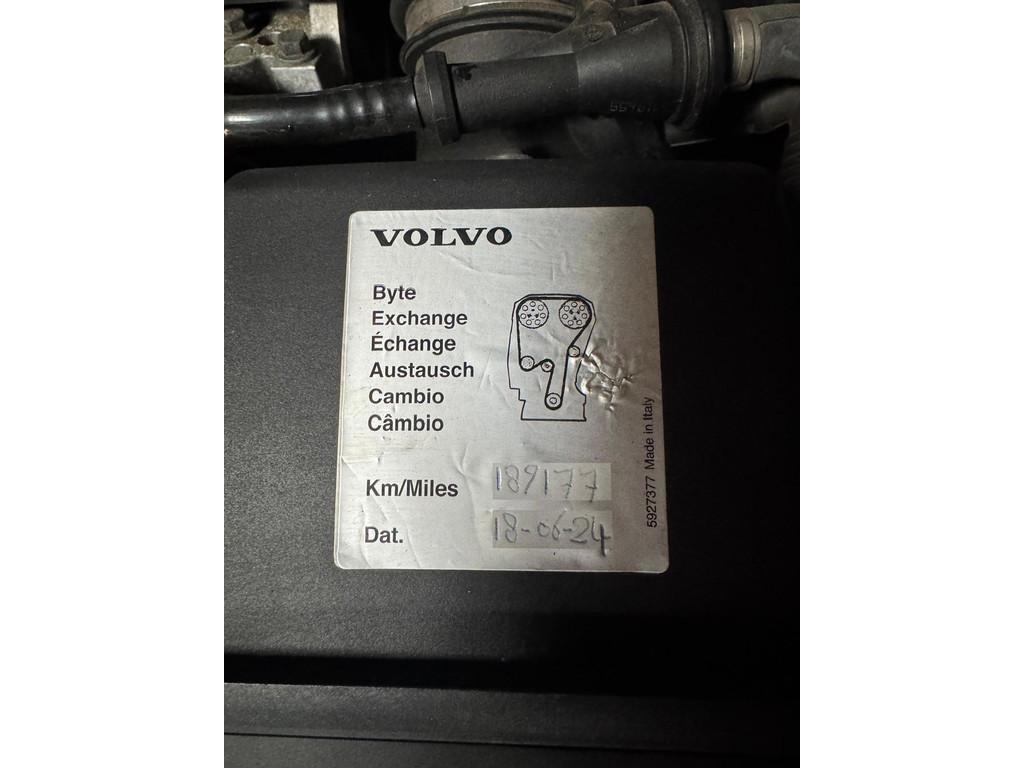 VOLVO
Byte
Exchange
Échange
Austausch
Cambio
Câmbio
Km/Miles 189177
Dat. 18-06-24
5927377 Made in Italy